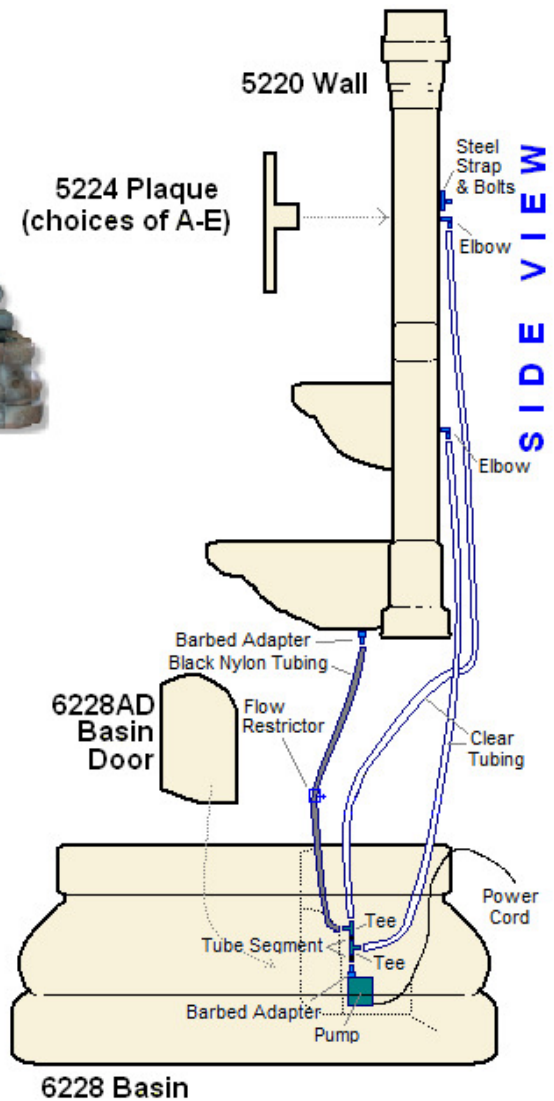 5220 Wall
Steel
Strap
& Bolts
5224 Plaque
(choices of A-E)
Elbow
SIDE VIEW
Elbow
Barbed Adapter
Black Nylon Tubing
6228AD
Basin
Door
Flow
Restrictor
Clear
Tubing
Power
Cord
Tee
Tube Segment
Tee
Barbed Adapter
Pump
6228 Basin